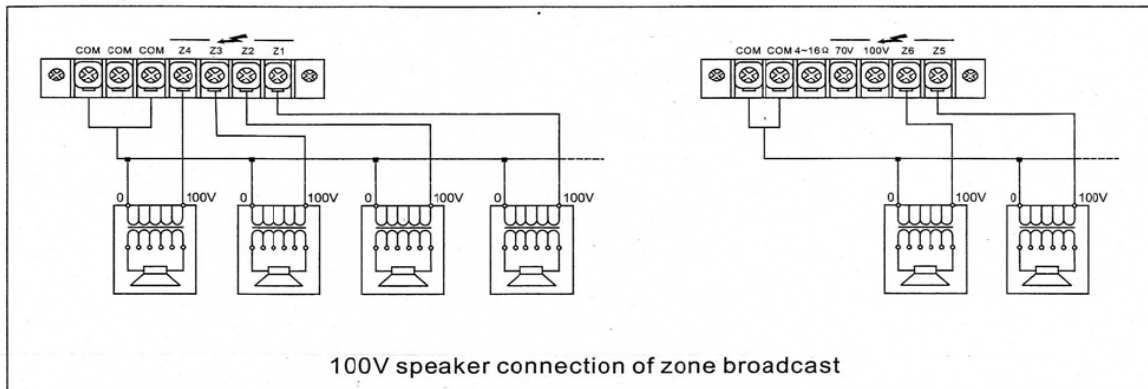 COM COM COM Z4 Z3 Z2 Z1
COM COM 4~16Ω 70V 100V Z6 Z5
0 100V 0 100V 0 100V 0 100V
0 100V 0 100V
100V speaker connection of zone broadcast